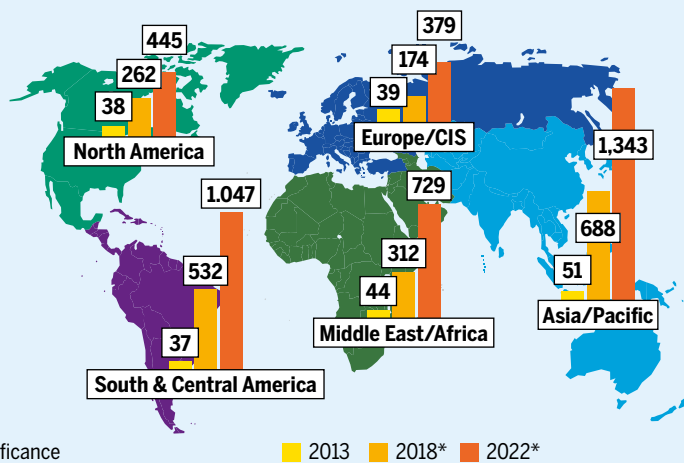 445
262
38
North America
379
174
39
Europe/CIS
1.047
532
37
South & Central America
729
312
44
Middle East/Africa
1,343
688
51
Asia/Pacific
ficance
2013 2018* 2022*